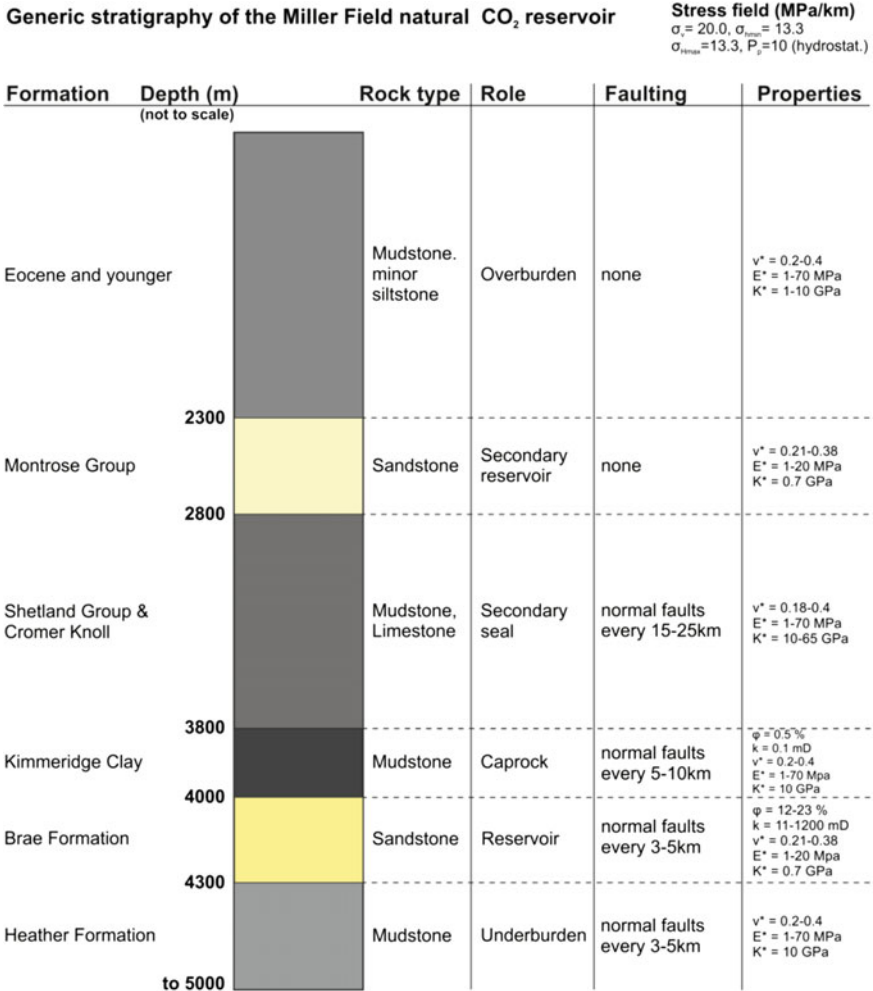 Generic stratigraphy of the Miller Field natural CO₂ reservoir
Stress field (MPa/km)
σᵥ= 20.0, σₕₘᵢₙ= 13.3
σHmax=13.3, Pₚ=10 (hydrostat.)
Formation Depth (m) Rock type Role Faulting Properties
(not to scale)
Eocene and younger
Mudstone.
minor
siltstone
Overburden
none
v* = 0.2-0.4
E* = 1-70 MPa
K* = 1-10 GPa
2300
Montrose Group
Sandstone
Secondary
reservoir
none
v* = 0.21-0.38
E* = 1-20 MPa
K* = 0.7 GPa
2800
Shetland Group &
Cromer Knoll
Mudstone,
Limestone
Secondary
seal
normal faults
every 15-25km
v* = 0.18-0.4
E* = 1-70 MPa
K* = 10-65 GPa
3800
Kimmeridge Clay
Mudstone
Caprock
normal faults
every 5-10km
φ = 0.5 %
k = 0.1 mD
v* = 0.2-0.4
E* = 1-70 Mpa
K* = 10 GPa
4000
Brae Formation
Sandstone
Reservoir
normal faults
every 3-5km
φ = 12-23 %
k = 11-1200 mD
v* = 0.21-0.38
E* = 1-20 Mpa
K* = 0.7 GPa
4300
Heather Formation
Mudstone
Underburden
normal faults
every 3-5km
v* = 0.2-0.4
E* = 1-70 MPa
K* = 10 GPa
to 5000